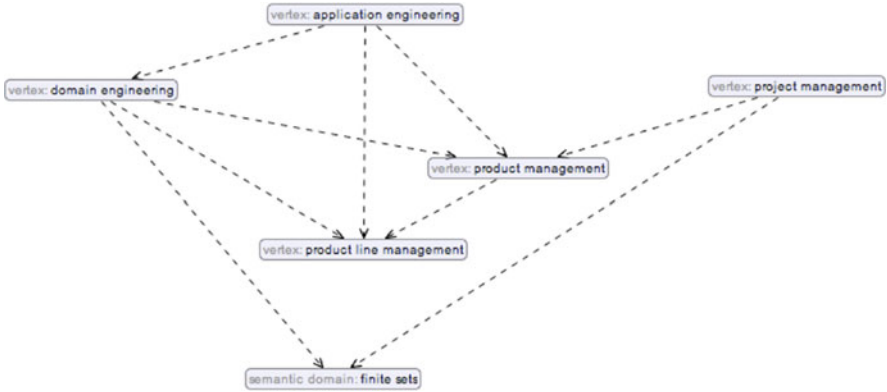 vertex: application engineering
vertex: domain engineering
vertex: project management
vertex: product management
vertex: product line management
semantic domain: finite sets